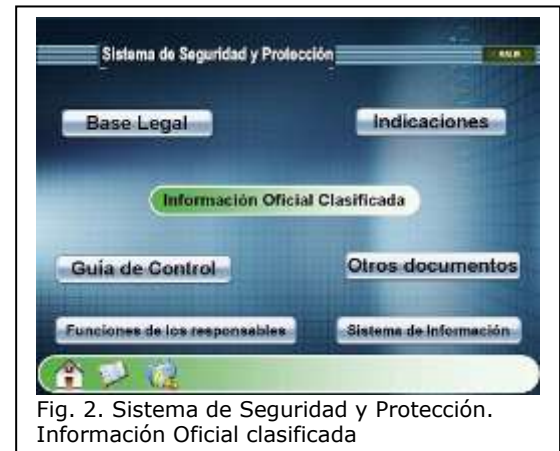 Sistema de Seguridad y Protección
SALIR
Base Legal
Indicaciones
Información Oficial Clasificada
Guía de Control
Otros documentos
Funciones de los responsables
Sistema de Información
Fig. 2. Sistema de Seguridad y Protección.
Información Oficial clasificada